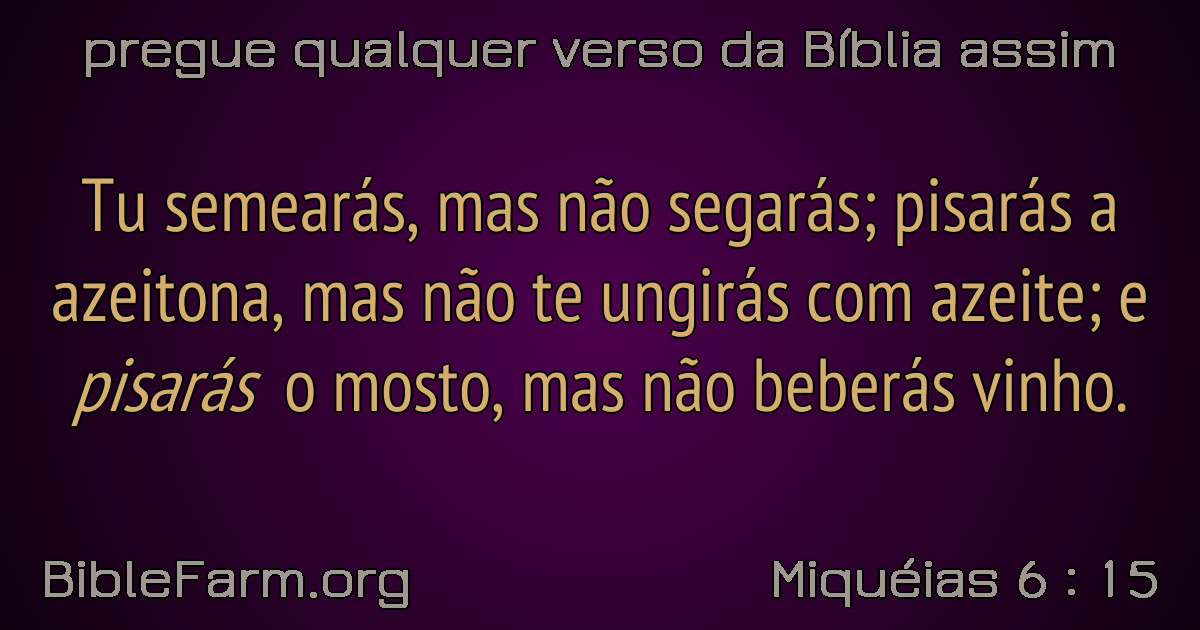 pregue qualquer verso da Bíblia assim
Tu semearás, mas não segarás; pisarás a
azeitona, mas não te ungirás com azeite; e
pisarás o mosto, mas não beberás vinho.
BibleFarm.org
Miquéias 6 : 15